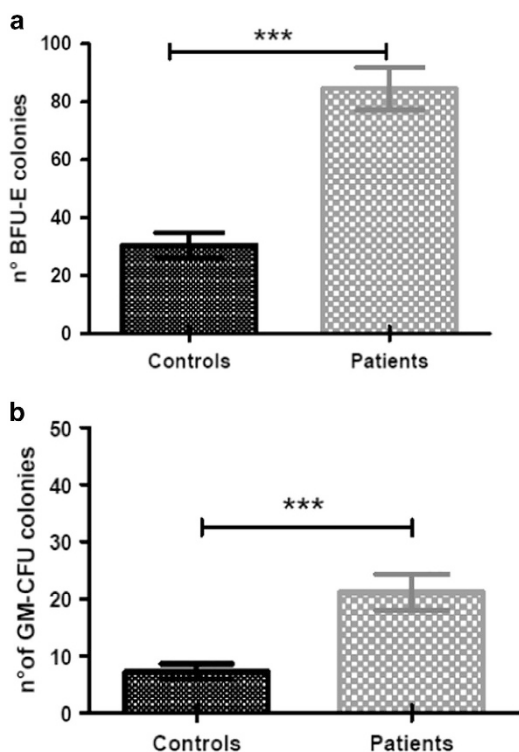 a
***
n° BFU-E colonies
100
80
60
40
20
0
Controls
Patients
b
***
n°of GM-CFU colonies
50
40
30
20
10
0
Controls
Patients